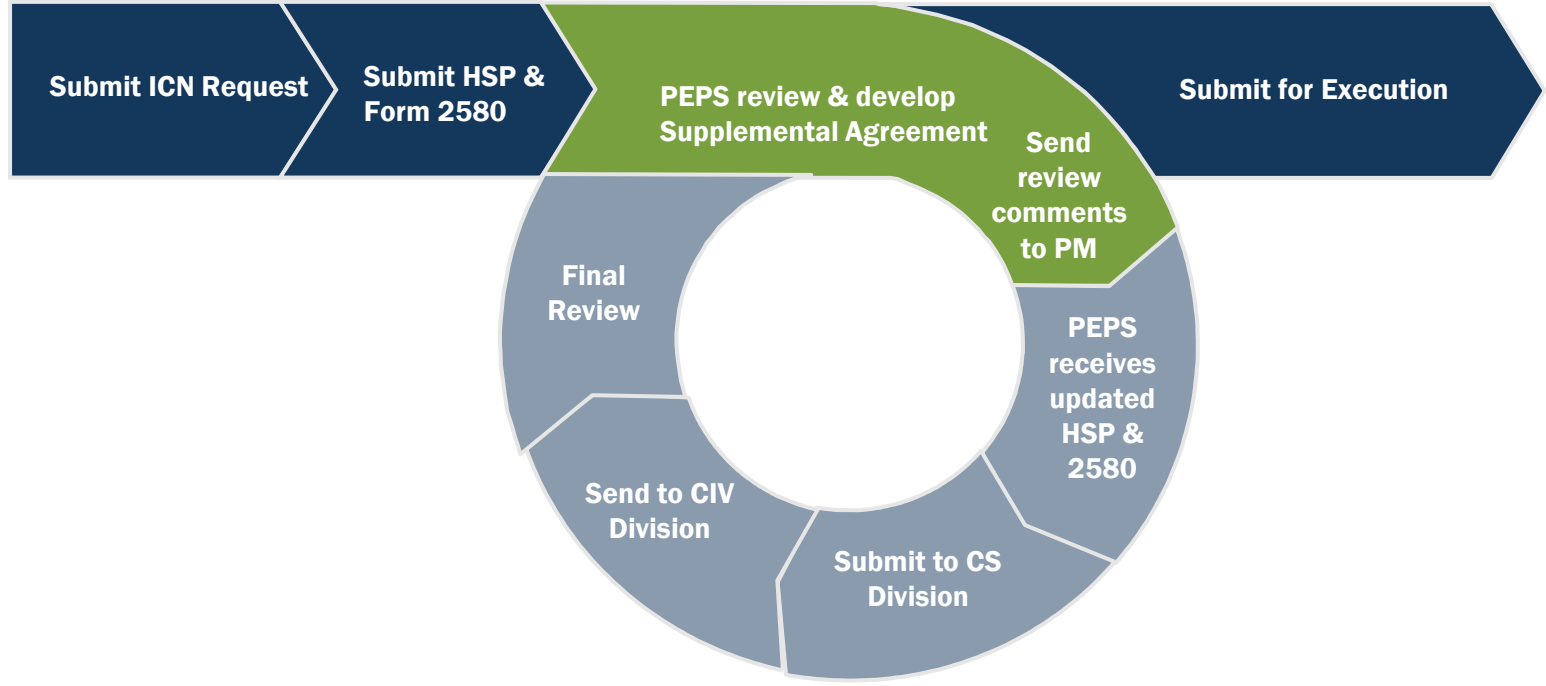 Submit ICN Request
Submit HSP &
Form 2580
PEPS review & develop
Supplemental Agreement
Send
review
comments
to PM
Submit for Execution
PEPS
receives
updated
HSP &
2580
Submit to CS
Division
Send to CIV
Division
Final
Review